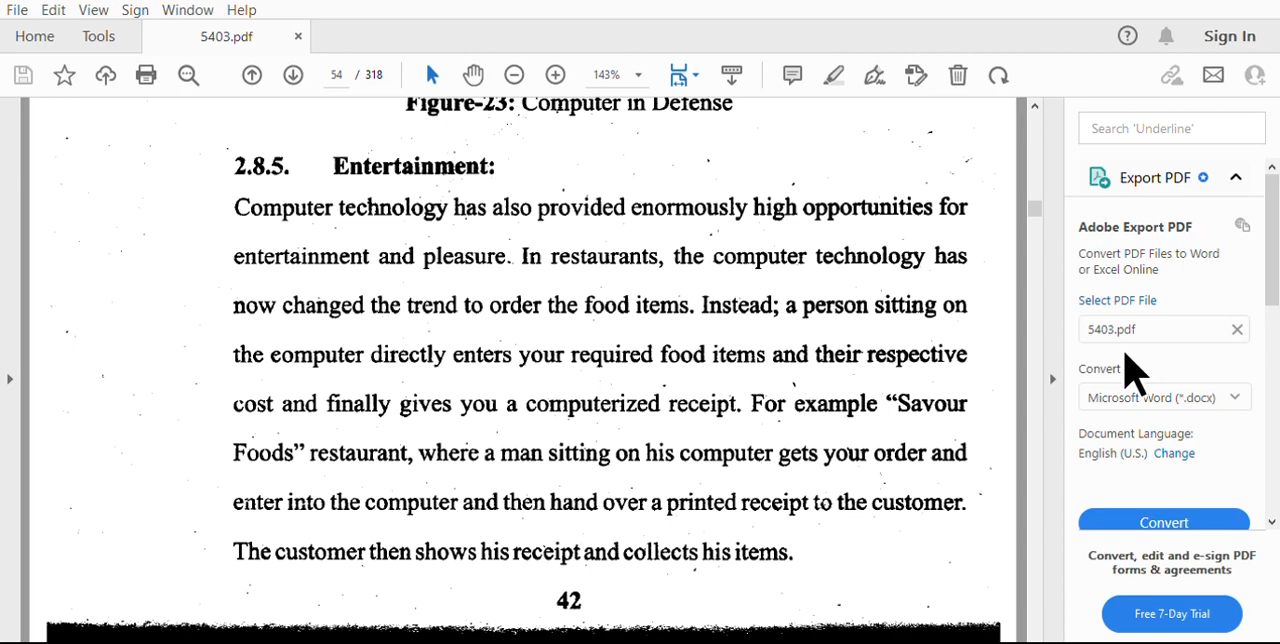 File Edit View Sign Window Help
Home Tools 5403.pdf × Sign In
54 / 318 143%
Figure-23: Computer in Defense
2.8.5. Entertainment:
Computer technology has also provided enormously high opportunities for
entertainment and pleasure. In restaurants, the computer technology has
now changed the trend to order the food items. Instead; a person sitting on
the computer directly enters your required food items and their respective
cost and finally gives you a computerized receipt. For example “Savour
Foods” restaurant, where a man sitting on his computer gets your order and
enter into the computer and then hand over a printed receipt to the customer.
The customer then shows his receipt and collects his items.
42
Search 'Underline'
Export PDF
Adobe Export PDF
Convert PDF Files to Word
or Excel Online
Select PDF File
5403.pdf
Convert
Microsoft Word (*.docx)
Document Language:
English (U.S.) Change
Convert
Convert, edit and e-sign PDF
forms & agreements
Free 7-Day Trial